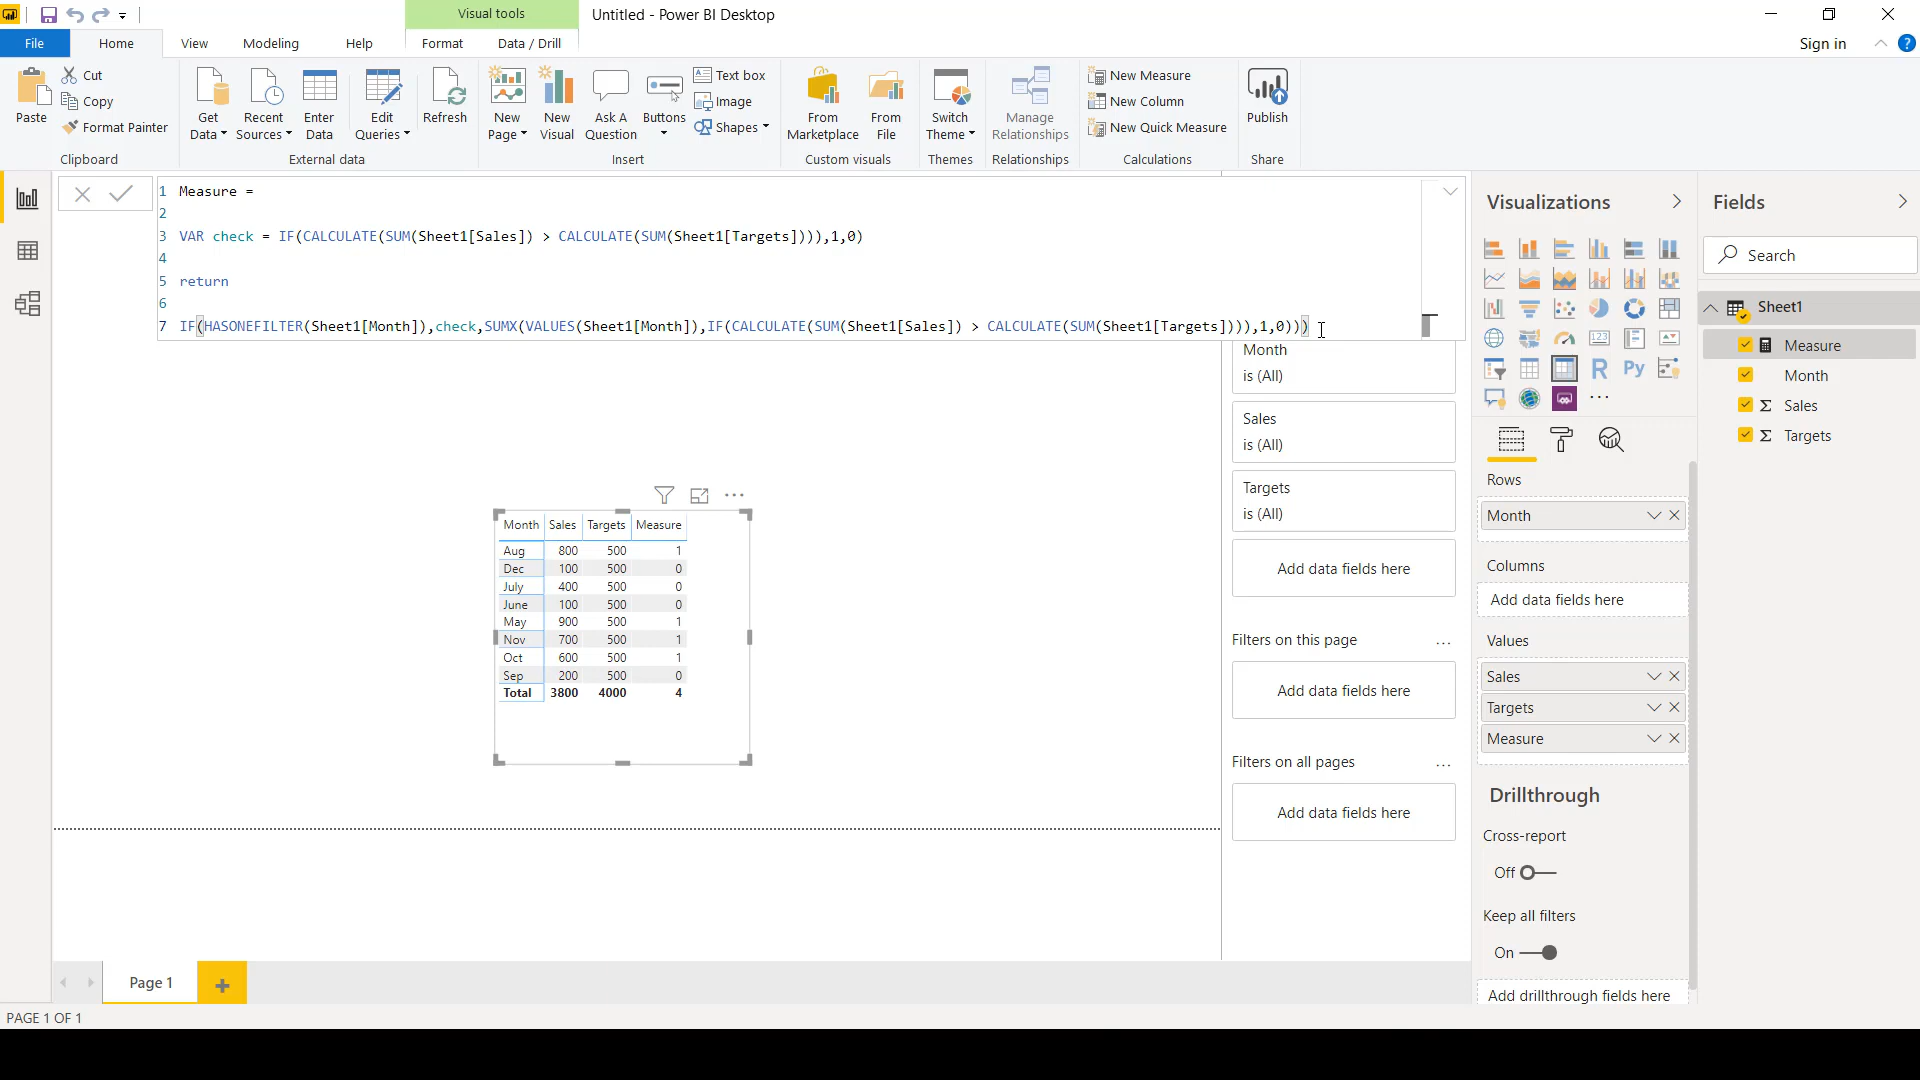 Visual tools
Untitled - Power BI Desktop
File
Home
View
Modeling
Help
Format
Data / Drill
Sign in
?
Paste
Cut
Copy
Format Painter
Clipboard
Get Data
Recent Sources
Enter Data
Edit Queries
Refresh
External data
New Page
New Visual
Ask A Question
Buttons
Text box
Image
Shapes
Insert
From Marketplace
From File
Custom visuals
Switch Theme
Themes
Manage Relationships
Relationships
New Measure
New Column
New Quick Measure
Calculations
Publish
Share
1 Measure =
2
3 VAR check = IF(CALCULATE(SUM(Sheet1[Sales]) > CALCULATE(SUM(Sheet1[Targets]))),1,0)
4
5 return
6
7 IF(HASONEFILTER(Sheet1[Month]),check,SUMX(VALUES(Sheet1[Month]),IF(CALCULATE(SUM(Sheet1[Sales]) > CALCULATE(SUM(Sheet1[Targets]))),1,0)))
Month Sales Targets Measure
Aug 800 500 1
Dec 100 500 0
July 400 500 0
June 100 500 0
May 900 500 1
Nov 700 500 1
Oct 600 500 1
Sep 200 500 0
Total 3800 4000 4
Month
is (All)
Sales
is (All)
Targets
is (All)
Add data fields here
Filters on this page
...
Add data fields here
Filters on all pages
...
Add data fields here
Visualizations
R
Py
...
Rows
Month
Columns
Add data fields here
Values
Sales
Targets
Measure
Drillthrough
Cross-report
Off
Keep all filters
On
Add drillthrough fields here
Fields
Search
Sheet1
Measure
Month
Σ Sales
Σ Targets
Page 1
+
PAGE 1 OF 1